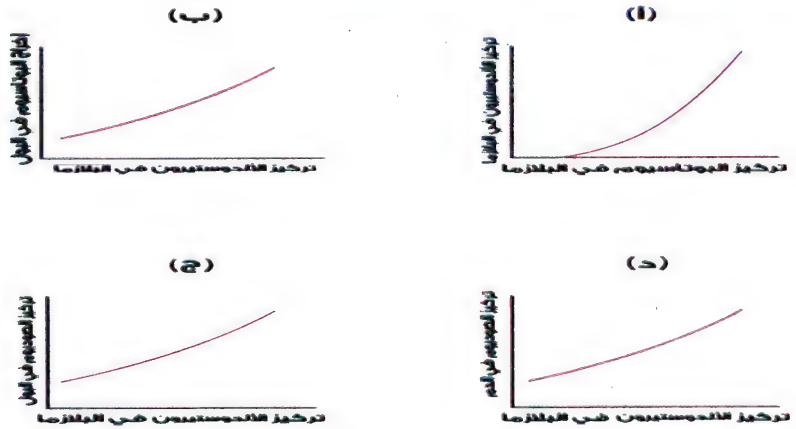 (أ)
تركيز الألدوستيرون في البلازما
تركيز البوتاسيوم في البلازما
(ب)
إخراج البوتاسيوم في البول
تركيز الألدوستيرون في البلازما
(ج)
تركيز الصوديوم في البول
تركيز الألدوستيرون في البلازما
(د)
تركيز الصوديوم في الدم
تركيز الألدوستيرون في البلازما